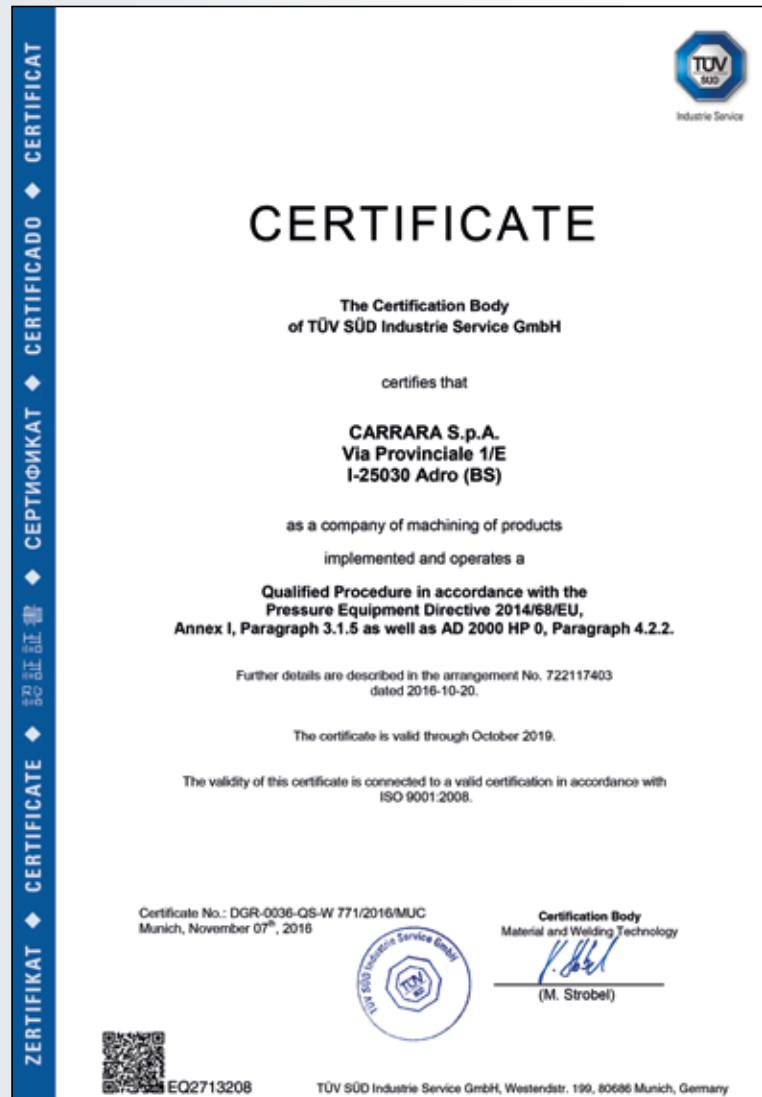 TÜV
SÜD
Industrie Service
CERTIFICATE
The Certification Body
of TÜV SÜD Industrie Service GmbH
certifies that
CARRARA S.p.A.
Via Provinciale 1/E
I-25030 Adro (BS)
as a company of machining of products
implemented and operates a
Qualified Procedure in accordance with the
Pressure Equipment Directive 2014/68/EU,
Annex I, Paragraph 3.1.5 as well as AD 2000 HP 0, Paragraph 4.2.2.
Further details are described in the arrangement No. 722117403
dated 2016-10-20.
The certificate is valid through October 2019.
The validity of this certificate is connected to a valid certification in accordance with
ISO 9001:2008.
Certificate No.: DGR-0036-QS-W 771/2016/MUC
Munich, November 07th, 2016
Certification Body
Material and Welding Technology
(M. Strobel)
TÜV SÜD Industrie Service GmbH
TÜV
SÜD
EQ2713208
TÜV SÜD Industrie Service GmbH, Westendstr. 199, 80686 Munich, Germany
ZERTIFIKAT ◆ CERTIFICATE ◆ 認証証書 ◆ СЕРТИФИКАТ ◆ CERTIFICADO ◆ CERTIFICAT